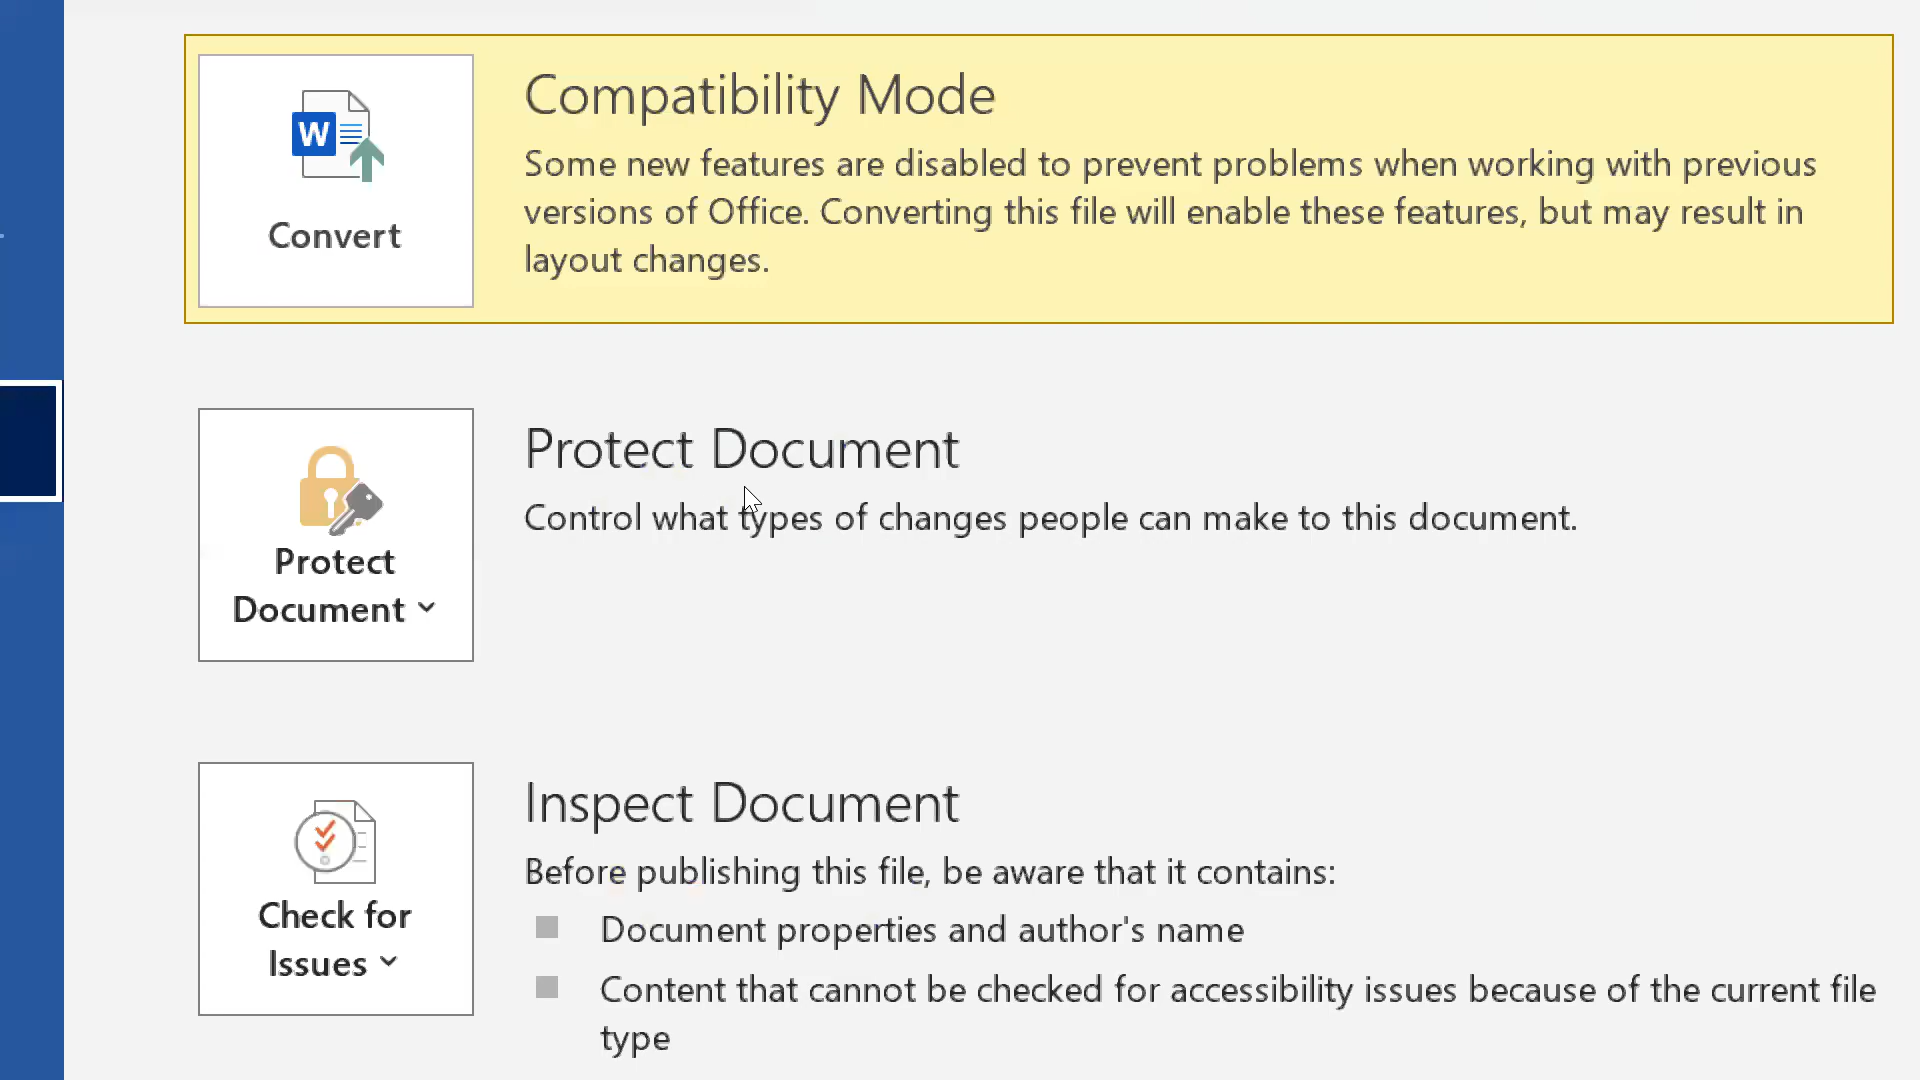 Compatibility Mode
Some new features are disabled to prevent problems when working with previous
versions of Office. Converting this file will enable these features, but may result in
layout changes.
W
Convert
Protect Document
Control what types of changes people can make to this document.
Protect
Document
Inspect Document
Before publishing this file, be aware that it contains:
Document properties and author's name
Content that cannot be checked for accessibility issues because of the current file
type
Check for
Issues